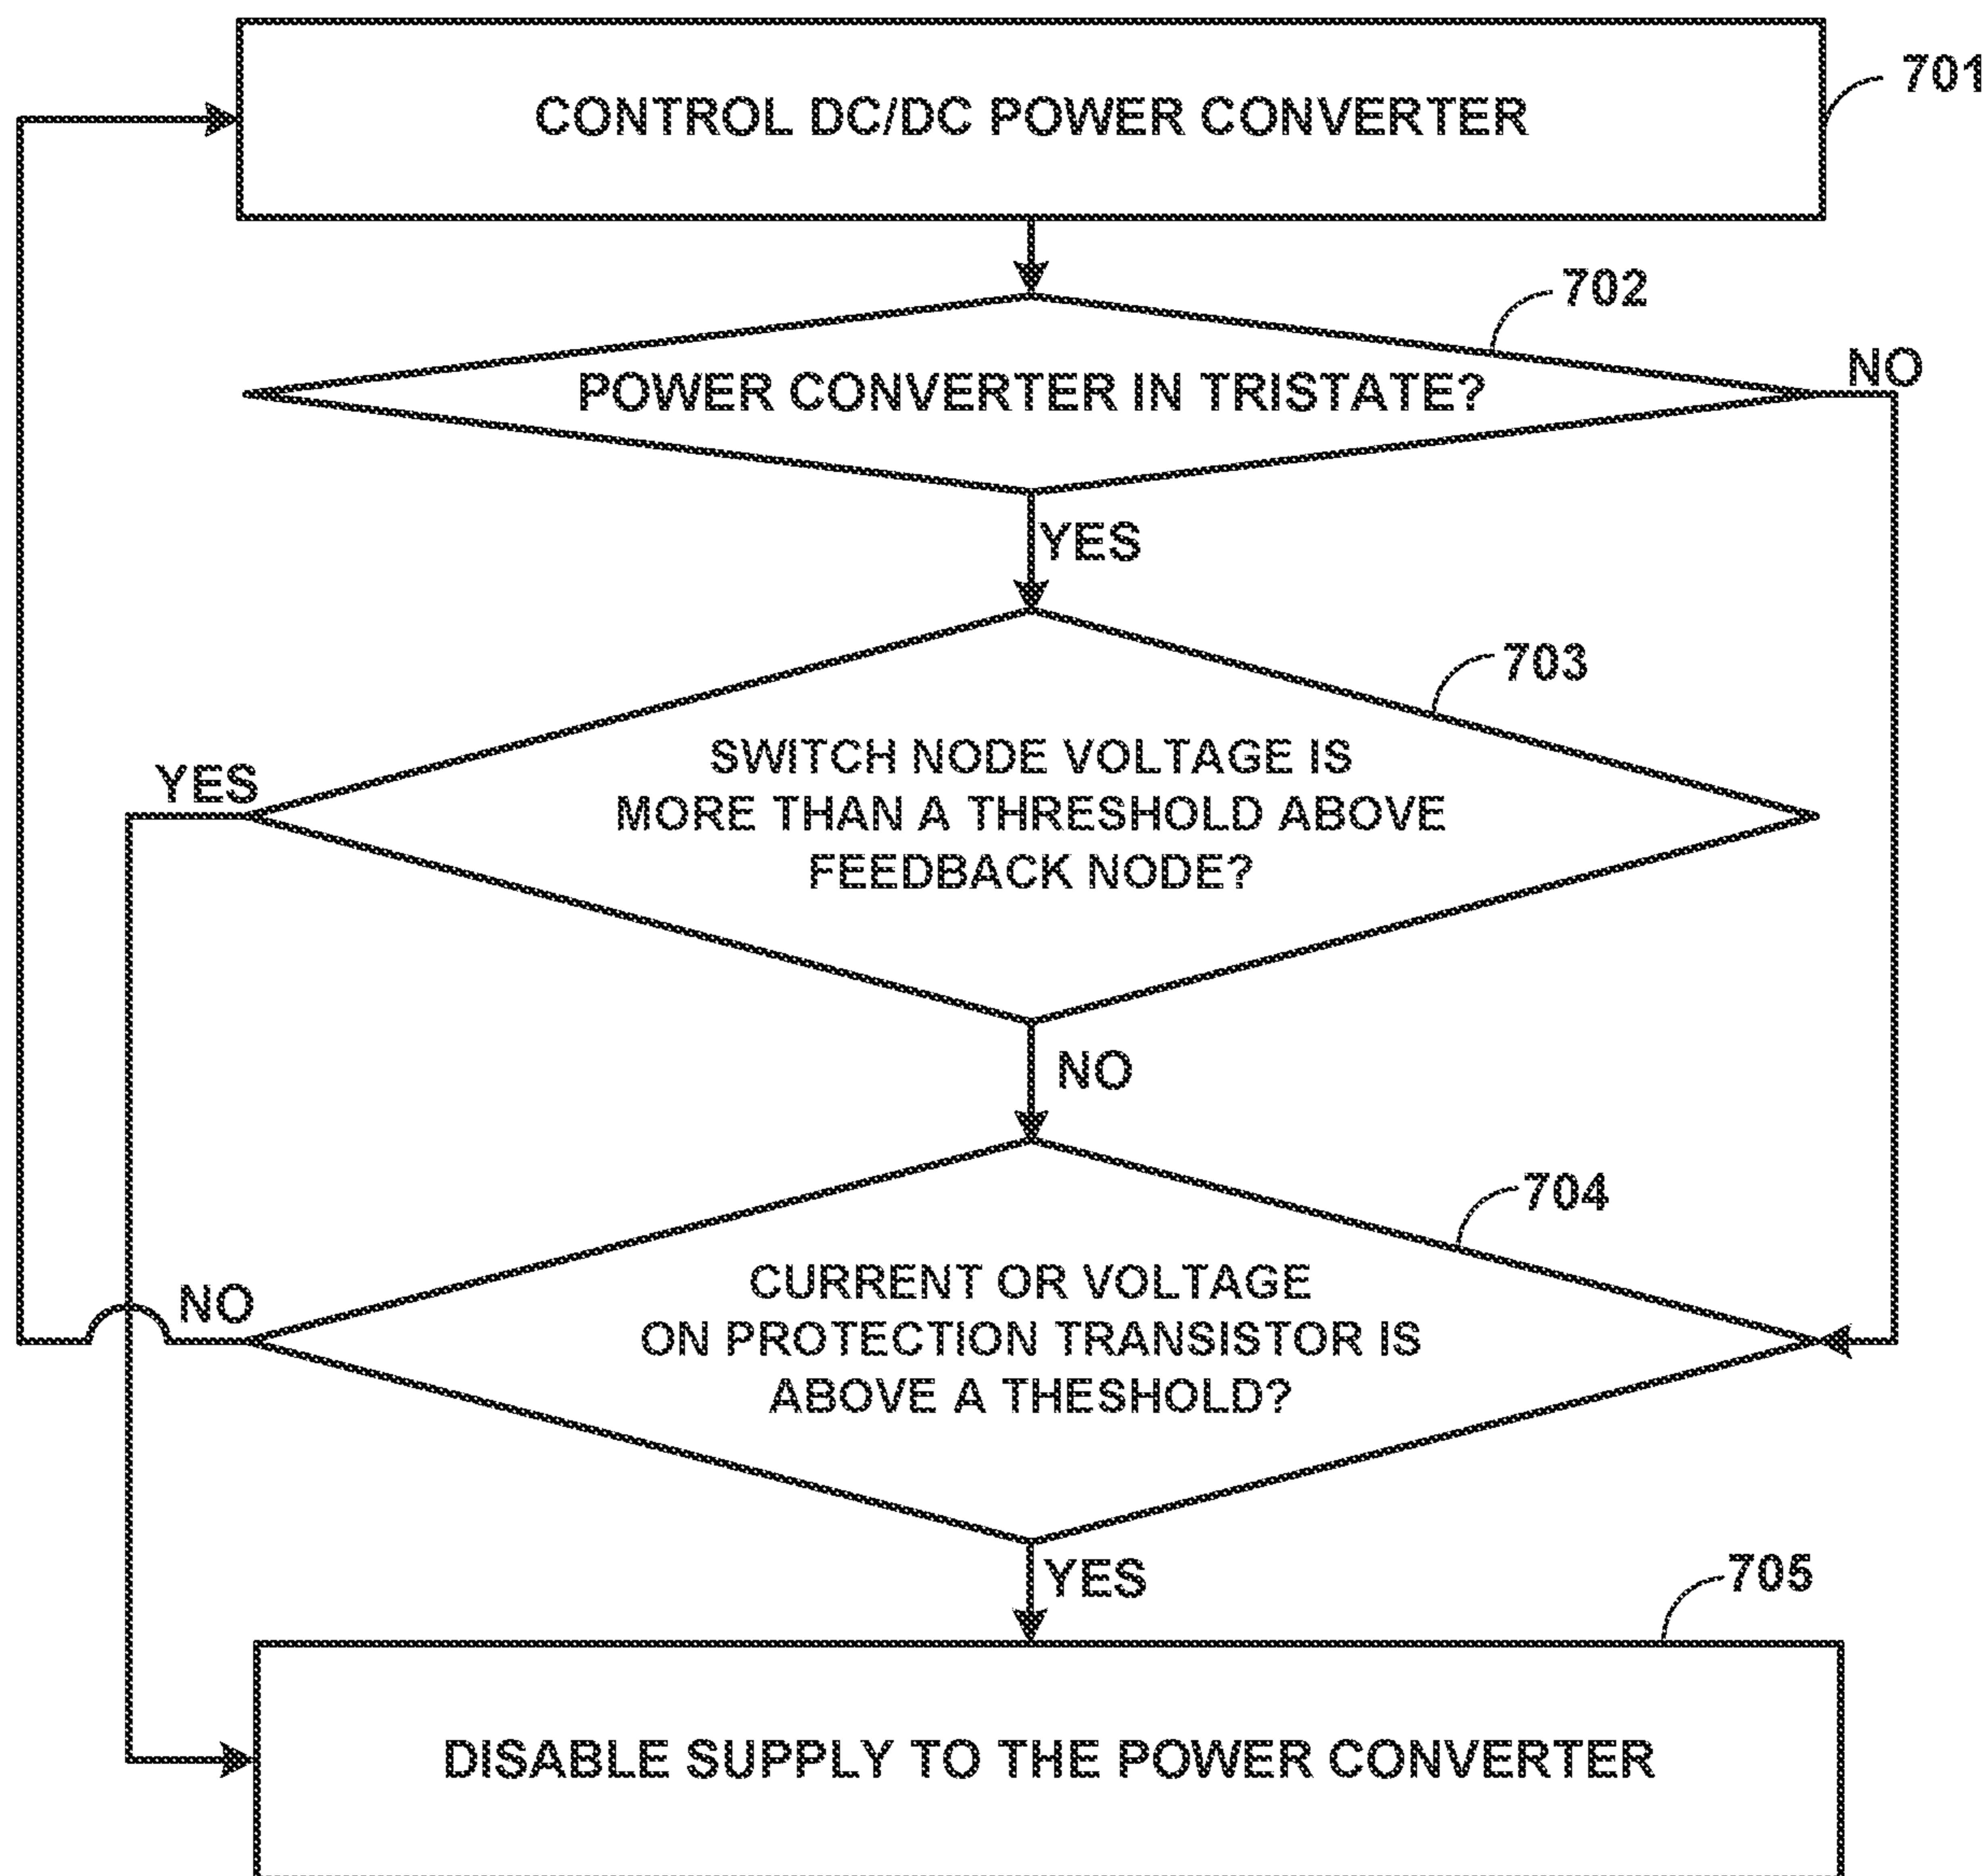 CONTROL DC/DC POWER CONVERTER
701
702
POWER CONVERTER IN TRISTATE?
NO
YES
703
SWITCH NODE VOLTAGE IS
MORE THAN A THRESHOLD ABOVE
FEEDBACK NODE?
YES
NO
704
CURRENT OR VOLTAGE
ON PROTECTION TRANSISTOR IS
ABOVE A THESHOLD?
NO
YES
705
DISABLE SUPPLY TO THE POWER CONVERTER